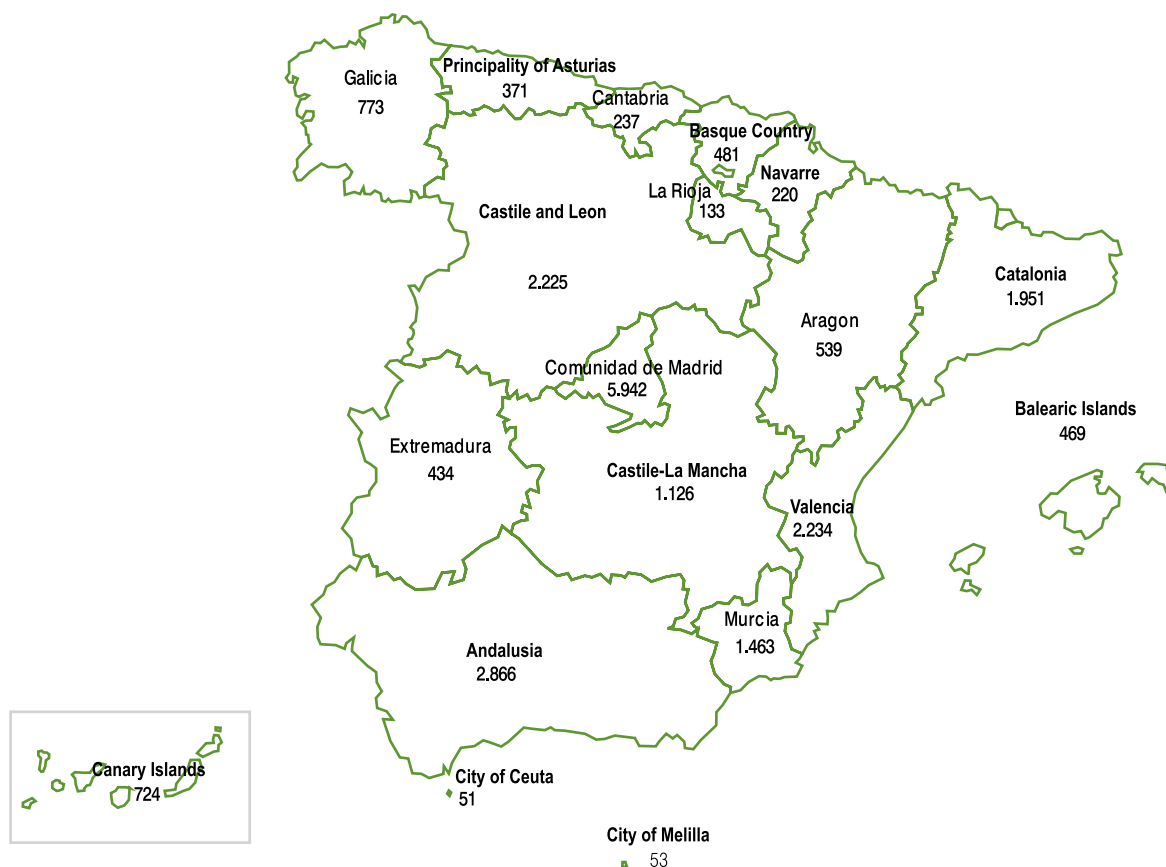 Galicia
773
Principality of Asturias
371
Cantabria
237
Basque Country
481
Navarre
220
La Rioja
133
Castile and Leon
2.225
Catalonia
1.951
Aragon
539
Comunidad de Madrid
5.942
Balearic Islands
469
Extremadura
434
Castile-La Mancha
1.126
Valencia
2.234
Murcia
1.463
Andalusia
2.866
Canary Islands
724
City of Ceuta
51
City of Melilla
53